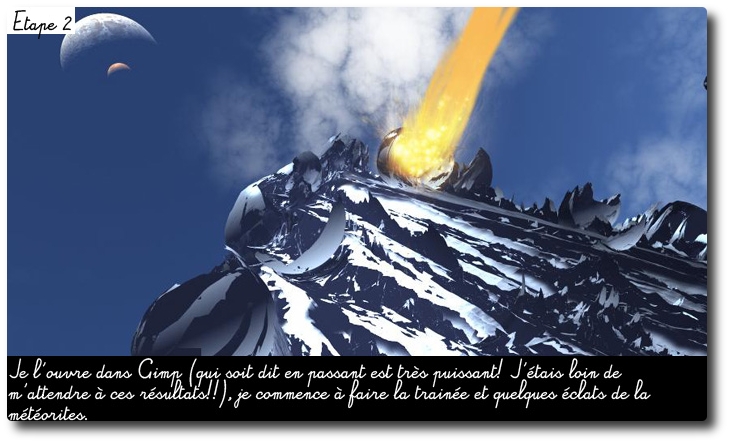 Etape 2
Je l'ouvre dans Gimp (qui soit dit en passant est très puissant! J'étais loin de
m'attendre à ces résultats!!), je commence à faire la trainée et quelques éclats de la
météorites.